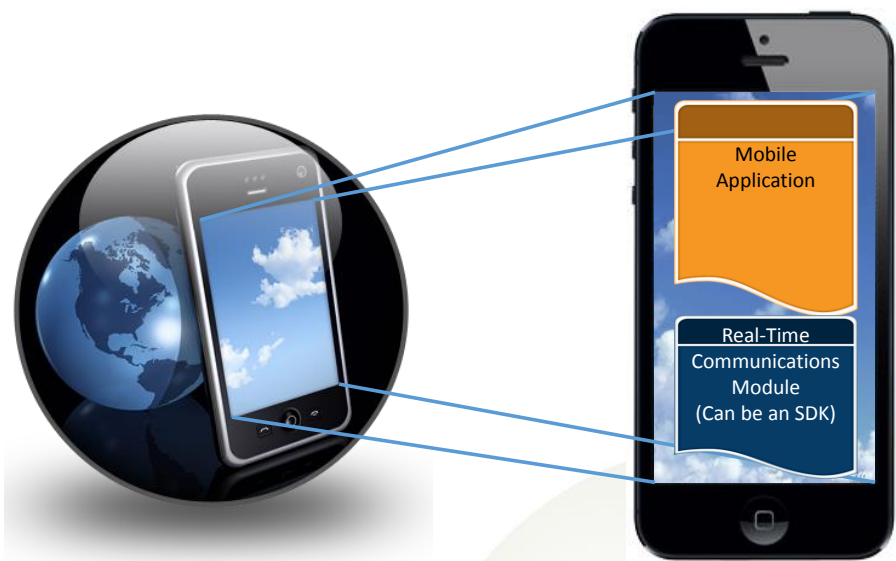 Mobile
Application
Real-Time
Communications
Module
(Can be an SDK)